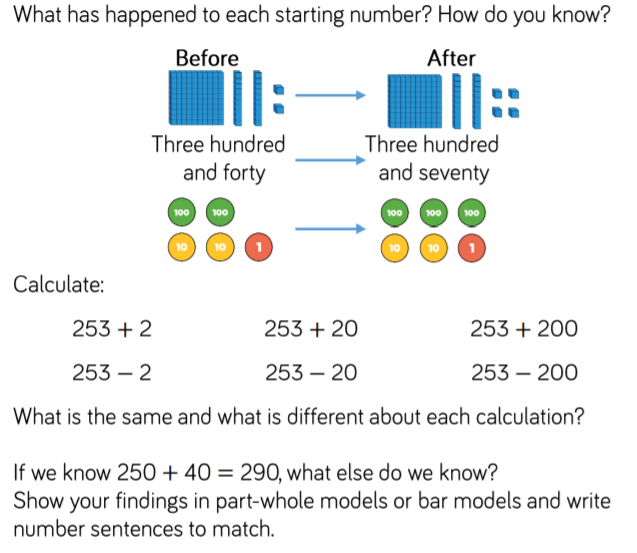 What has happened to each starting number? How do you know?
Before After
Three hundred and forty Three hundred and seventy
100 100 100 100 100
10 10 1 10 10 1
Calculate:
253 + 2 253 + 20 253 + 200
253 – 2 253 – 20 253 – 200
What is the same and what is different about each calculation?
If we know 250 + 40 = 290, what else do we know?
Show your findings in part-whole models or bar models and write
number sentences to match.